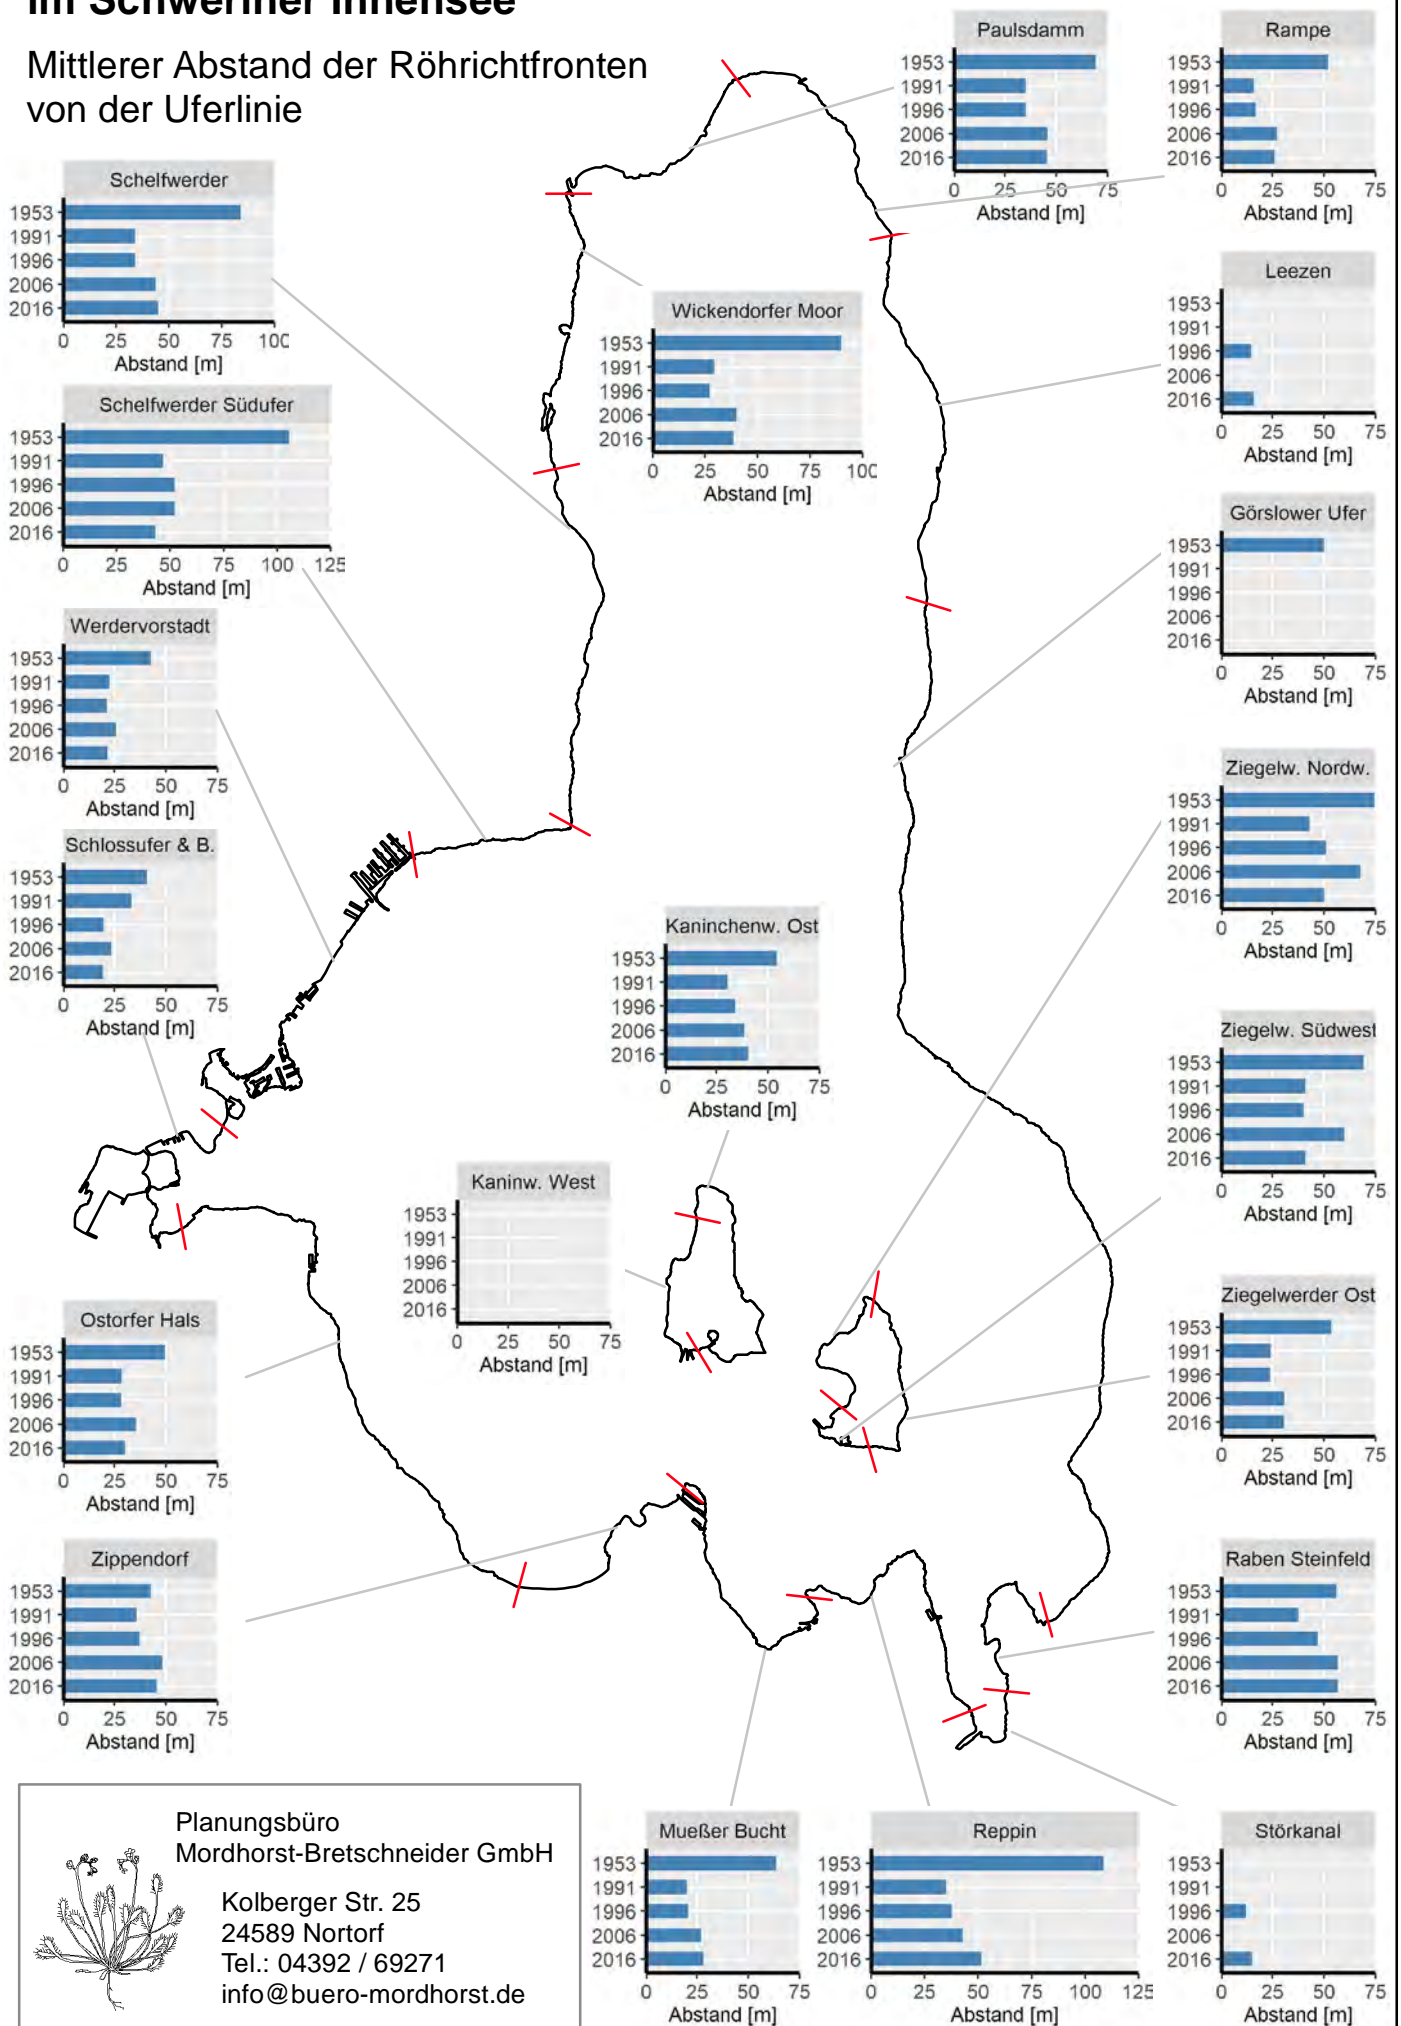 im Schweriner Innensee
Mittlerer Abstand der Röhrichtfronten
von der Uferlinie
Paulsdamm
1953
1991
1996
2006
2016
0 25 50 75
Abstand [m]
Rampe
1953
1991
1996
2006
2016
0 25 50 75
Abstand [m]
Schelfwerder
1953
1991
1996
2006
2016
0 25 50 75 100
Abstand [m]
Leezen
1953
1991
1996
2006
2016
0 25 50 75
Abstand [m]
Wickendorfer Moor
1953
1991
1996
2006
2016
0 25 50 75 100
Abstand [m]
Schelfwerder Südufer
1953
1991
1996
2006
2016
0 25 50 75 100 125
Abstand [m]
Görslower Ufer
1953
1991
1996
2006
2016
0 25 50 75
Abstand [m]
Werdervorstadt
1953
1991
1996
2006
2016
0 25 50 75
Abstand [m]
Ziegelw. Nordw.
1953
1991
1996
2006
2016
0 25 50 75
Abstand [m]
Schlossufer & B.
1953
1991
1996
2006
2016
0 25 50 75
Abstand [m]
Kaninchenw. Ost
1953
1991
1996
2006
2016
0 25 50 75
Abstand [m]
Ziegelw. Südwest
1953
1991
1996
2006
2016
0 25 50 75
Abstand [m]
Kaninw. West
1953
1991
1996
2006
2016
0 25 50 75
Abstand [m]
Ziegelwerder Ost
1953
1991
1996
2006
2016
0 25 50 75
Abstand [m]
Ostorfer Hals
1953
1991
1996
2006
2016
0 25 50 75
Abstand [m]
Zippendorf
1953
1991
1996
2006
2016
0 25 50 75
Abstand [m]
Raben Steinfeld
1953
1991
1996
2006
2016
0 25 50 75
Abstand [m]
Mueßer Bucht
1953
1991
1996
2006
2016
0 25 50 75
Abstand [m]
Reppin
1953
1991
1996
2006
2016
0 25 50 75 100 125
Abstand [m]
Störkanal
1953
1991
1996
2006
2016
0 25 50 75
Abstand [m]
Planungsbüro
Mordhorst-Bretschneider GmbH
Kolberger Str. 25
24589 Nortorf
Tel.: 04392 / 69271
info@buero-mordhorst.de